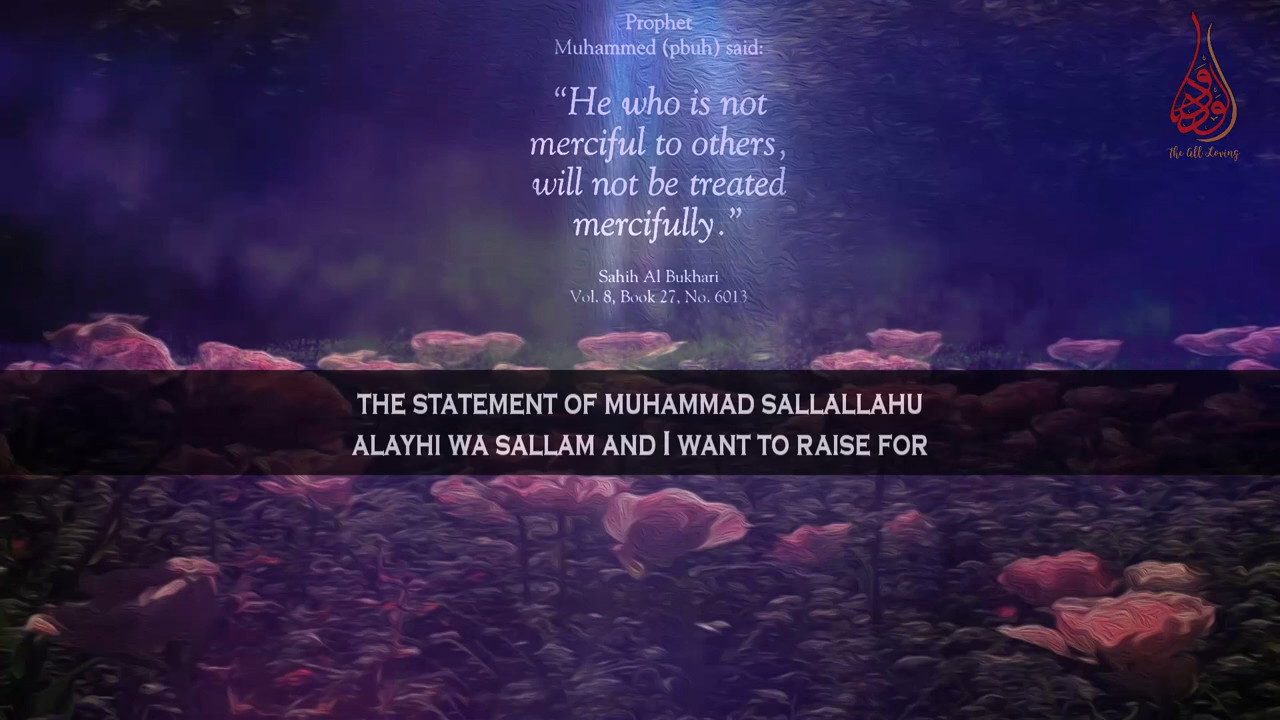 Prophet
Muhammed (pbuh) said:
“He who is not
merciful to others,
will not be treated
mercifully.”
Sahih Al Bukhari
Vol. 8, Book 27, No. 6013
الودود
The All Loving
THE STATEMENT OF MUHAMMAD SALLALLAHU
ALAYHI WA SALLAM AND I WANT TO RAISE FOR